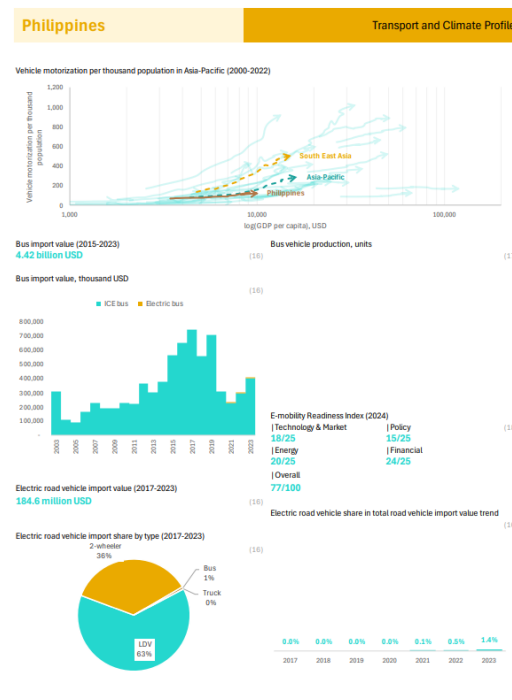 Philippines
Transport and Climate Profile
Vehicle motorization per thousand population in Asia-Pacific (2000-2022)
Vehicle motorization per thousand
population
1,200
1,000
800
600
400
200
0
South East Asia
Asia-Pacific
Philippines
1,000
10,000
100,000
log(GDP per capita), USD
Bus import value (2015-2023)
4.42 billion USD
(16)
Bus import value, thousand USD
(16)
ICE bus
Electric bus
800,000
700,000
600,000
500,000
400,000
300,000
200,000
100,000
-
2003
2005
2007
2009
2011
2013
2015
2017
2019
2021
2023
Electric road vehicle import value (2017-2023)
184.6 million USD
(16)
Electric road vehicle import share by type (2017-2023)
(16)
2-wheeler
36%
Bus
1%
Truck
0%
LDV
63%
Bus vehicle production, units
E-mobility Readiness Index (2024)
|Technology & Market
18/25
|Policy
15/25
|Energy
20/25
|Financial
24/25
|Overall
77/100
Electric road vehicle share in total road vehicle import value trend
0.0% 0.0% 0.0% 0.0% 0.1% 0.5% 1.4%
2017 2018 2019 2020 2021 2022 2023